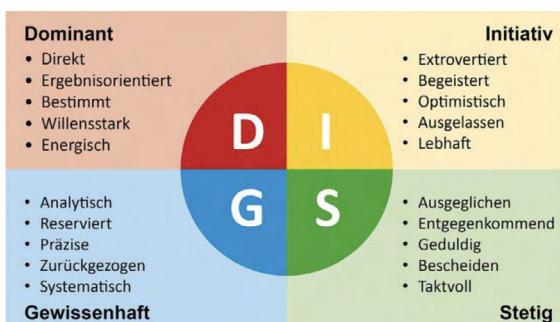 Dominant
• Direkt
• Ergebnisorientiert
• Bestimmt
• Willensstark
• Energisch
Initiativ
• Extrovertiert
• Begeistert
• Optimistisch
• Ausgelassen
• Lebhaft
D I
G S
• Analytisch
• Reserviert
• Präzise
• Zurückgezogen
• Systematisch
Gewissenhaft
• Ausgeglichen
• Entgegenkommend
• Geduldig
• Bescheiden
• Taktvoll
Stetig